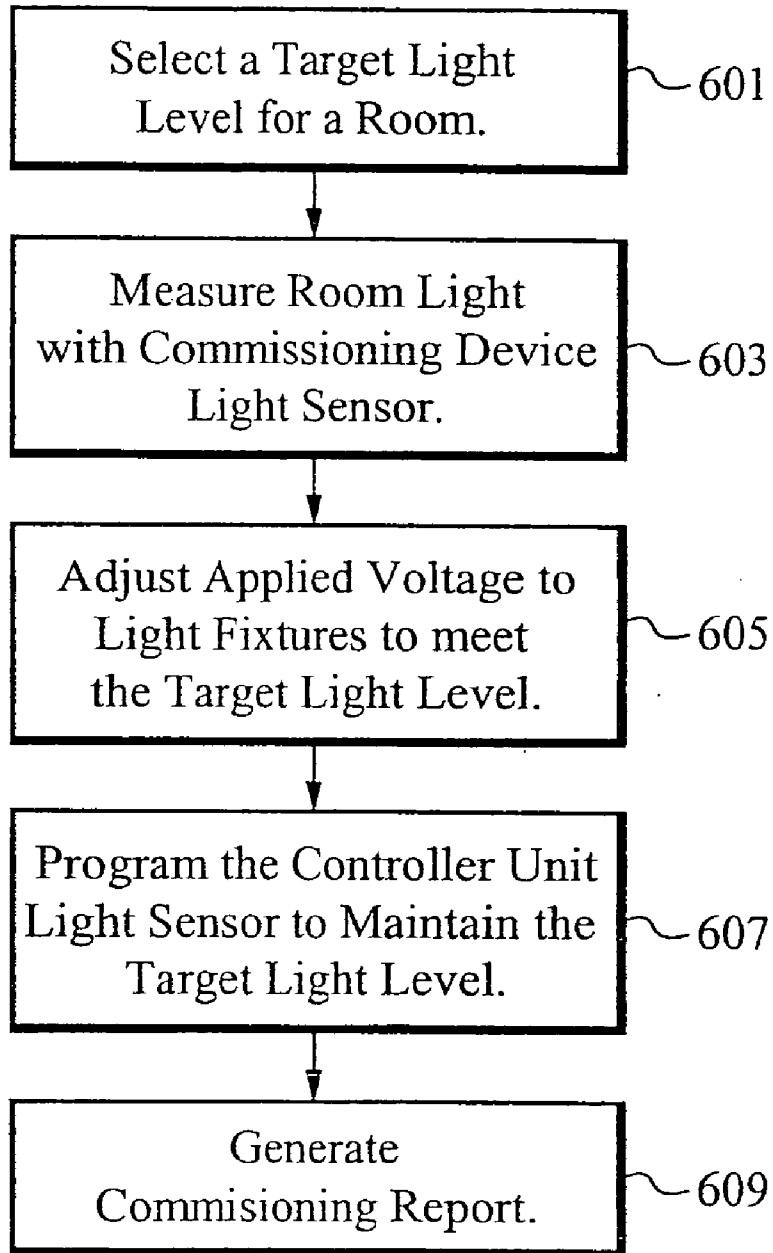 Select a Target Light
Level for a Room.
601
Measure Room Light
with Commissioning Device
Light Sensor.
603
Adjust Applied Voltage to
Light Fixtures to meet
the Target Light Level.
605
Program the Controller Unit
Light Sensor to Maintain the
Target Light Level.
607
Generate
Commisioning Report.
609